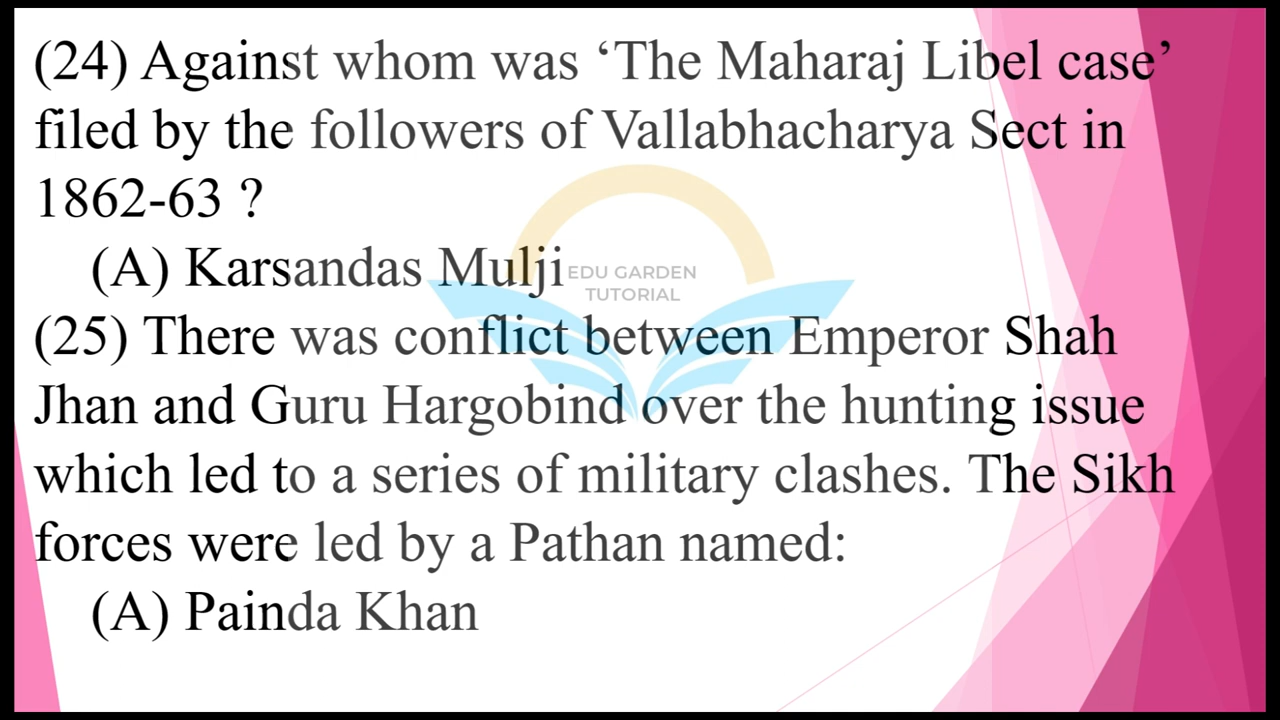 (24) Against whom was ‘The Maharaj Libel case’
filed by the followers of Vallabhacharya Sect in
1862-63 ?
(A) Karsandas Mulji
EDU GARDEN
TUTORIAL
(25) There was conflict between Emperor Shah
Jhan and Guru Hargobind over the hunting issue
which led to a series of military clashes. The Sikh
forces were led by a Pathan named:
(A) Painda Khan